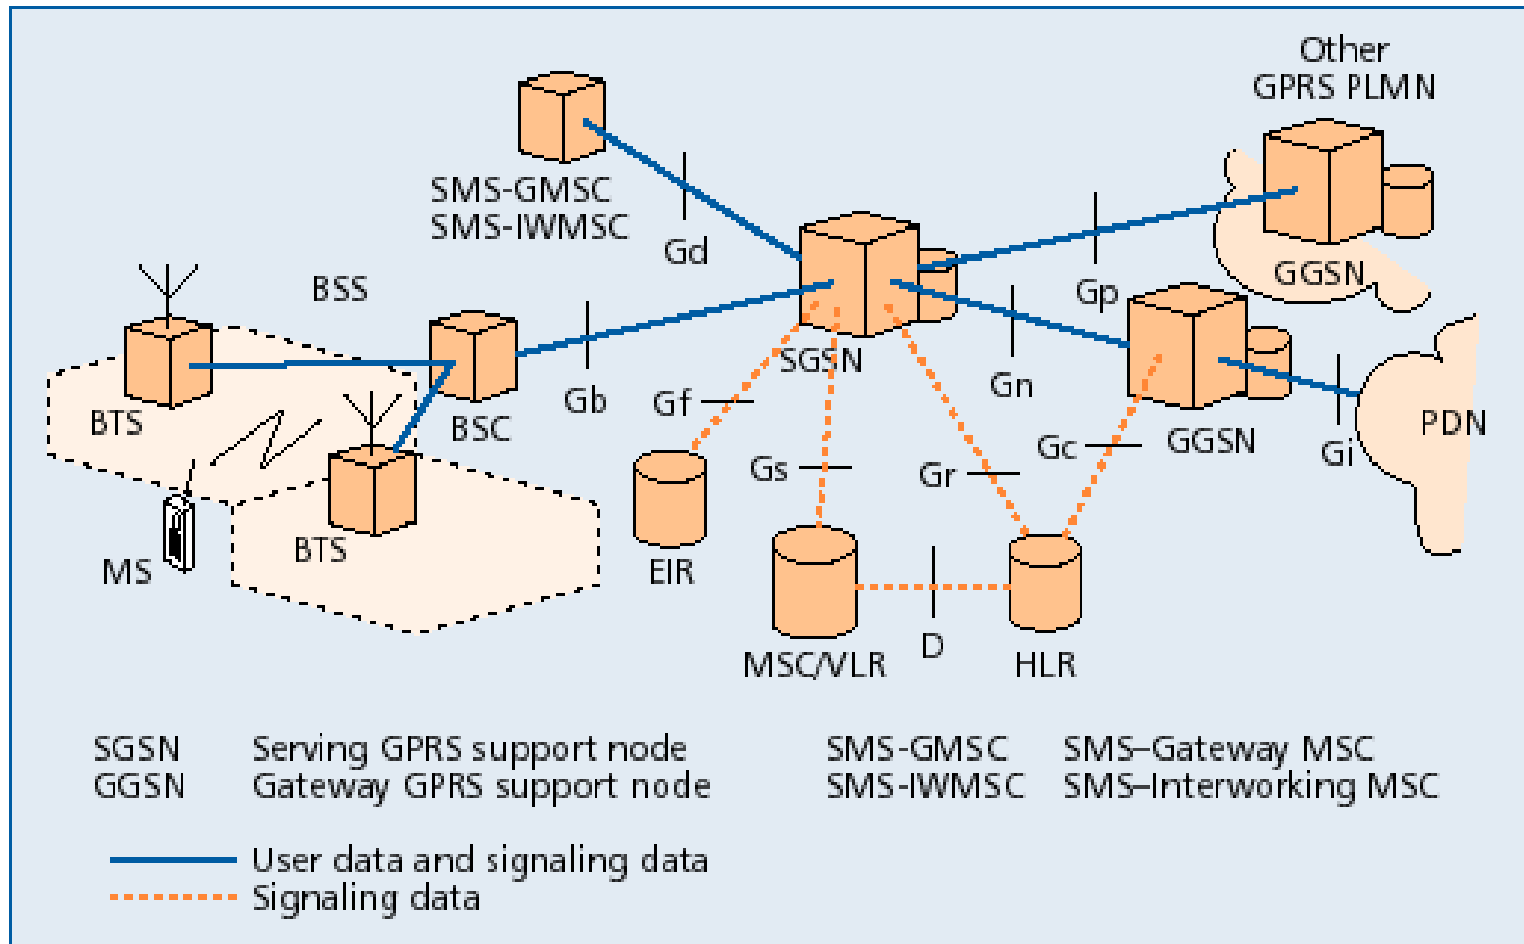 Other
GPRS PLMN
SMS-GMSC
SMS-IWMSC
Gd
Gp
GGSN
BSS
SGSN
Gn
Gb
BTS
BSC
Gf
Gc
GGSN
Gi
PDN
Gs
Gr
BTS
MS
EIR
MSC/VLR
D
HLR
SGSN Serving GPRS support node
GGSN Gateway GPRS support node
SMS-GMSC SMS–Gateway MSC
SMS-IWMSC SMS–Interworking MSC
User data and signaling data
Signaling data